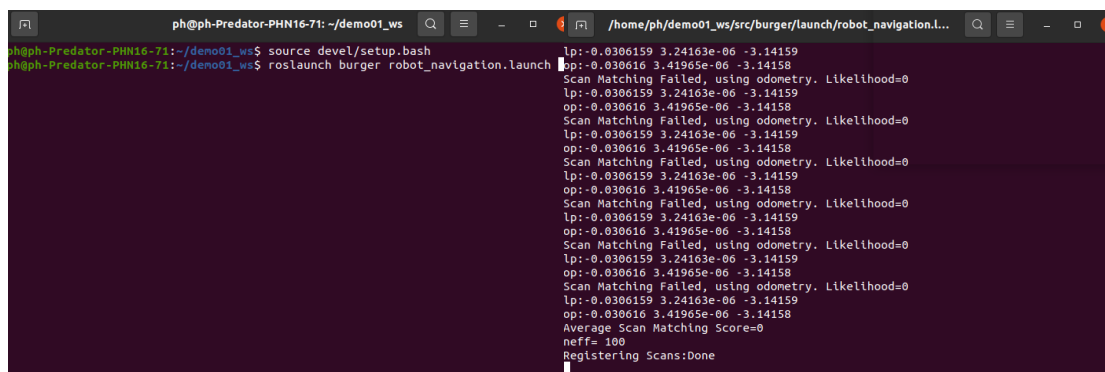 ph@ph-Predator-PHN16-71: ~/demo01_ws
ph@ph-Predator-PHN16-71:~/demo01_ws$ source devel/setup.bash
ph@ph-Predator-PHN16-71:~/demo01_ws$ roslaunch burger robot_navigation.launch
/home/ph/demo01_ws/src/burger/launch/robot_navigation.l...
lp:-0.0306159 3.24163e-06 -3.14159
op:-0.030616 3.41965e-06 -3.14158
Scan Matching Failed, using odometry. Likelihood=0
lp:-0.0306159 3.24163e-06 -3.14159
op:-0.030616 3.41965e-06 -3.14158
Scan Matching Failed, using odometry. Likelihood=0
lp:-0.0306159 3.24163e-06 -3.14159
op:-0.030616 3.41965e-06 -3.14158
Scan Matching Failed, using odometry. Likelihood=0
lp:-0.0306159 3.24163e-06 -3.14159
op:-0.030616 3.41965e-06 -3.14158
Scan Matching Failed, using odometry. Likelihood=0
lp:-0.0306159 3.24163e-06 -3.14159
op:-0.030616 3.41965e-06 -3.14158
Scan Matching Failed, using odometry. Likelihood=0
lp:-0.0306159 3.24163e-06 -3.14159
op:-0.030616 3.41965e-06 -3.14158
Scan Matching Failed, using odometry. Likelihood=0
lp:-0.0306159 3.24163e-06 -3.14159
op:-0.030616 3.41965e-06 -3.14158
Average Scan Matching Score=0
neff= 100
Registering Scans:Done